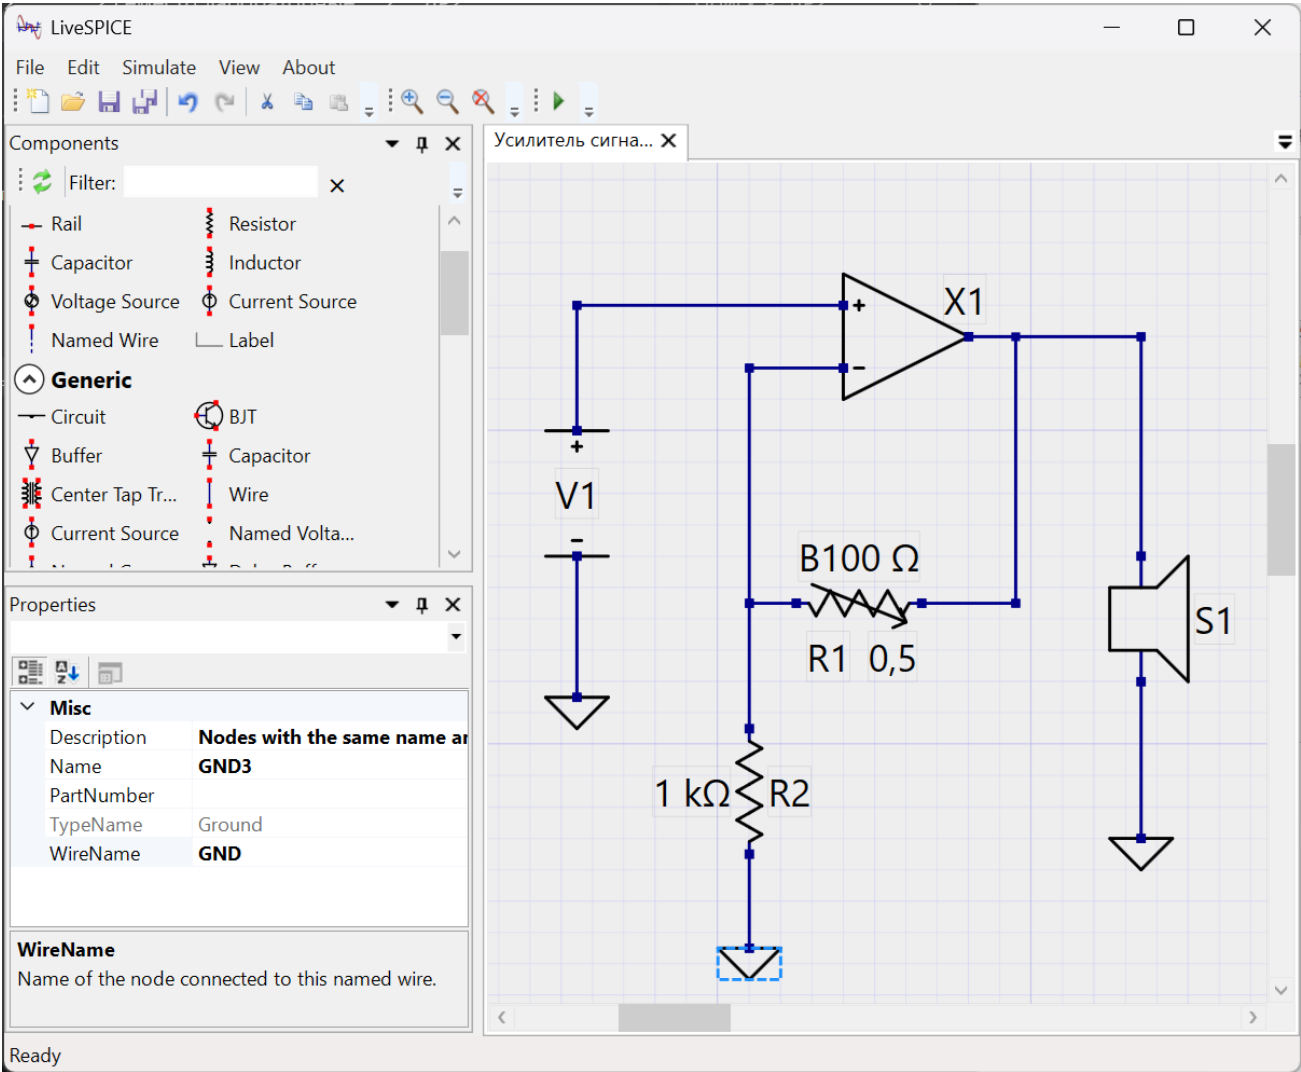 LiveSPICE
File Edit Simulate View About
Components
Filter:
Rail Resistor
Capacitor Inductor
Voltage Source Current Source
Named Wire Label
Generic
Circuit BJT
Buffer Capacitor
Center Tap Tr... Wire
Current Source Named Volta...
Properties
Misc
Description Nodes with the same name ar
Name GND3
PartNumber
TypeName Ground
WireName GND
WireName
Name of the node connected to this named wire.
Ready
Усилитель сигна...
+ X1
-
+
V1
-
B100 Ω
R1 0,5
S1
1 kΩ R2